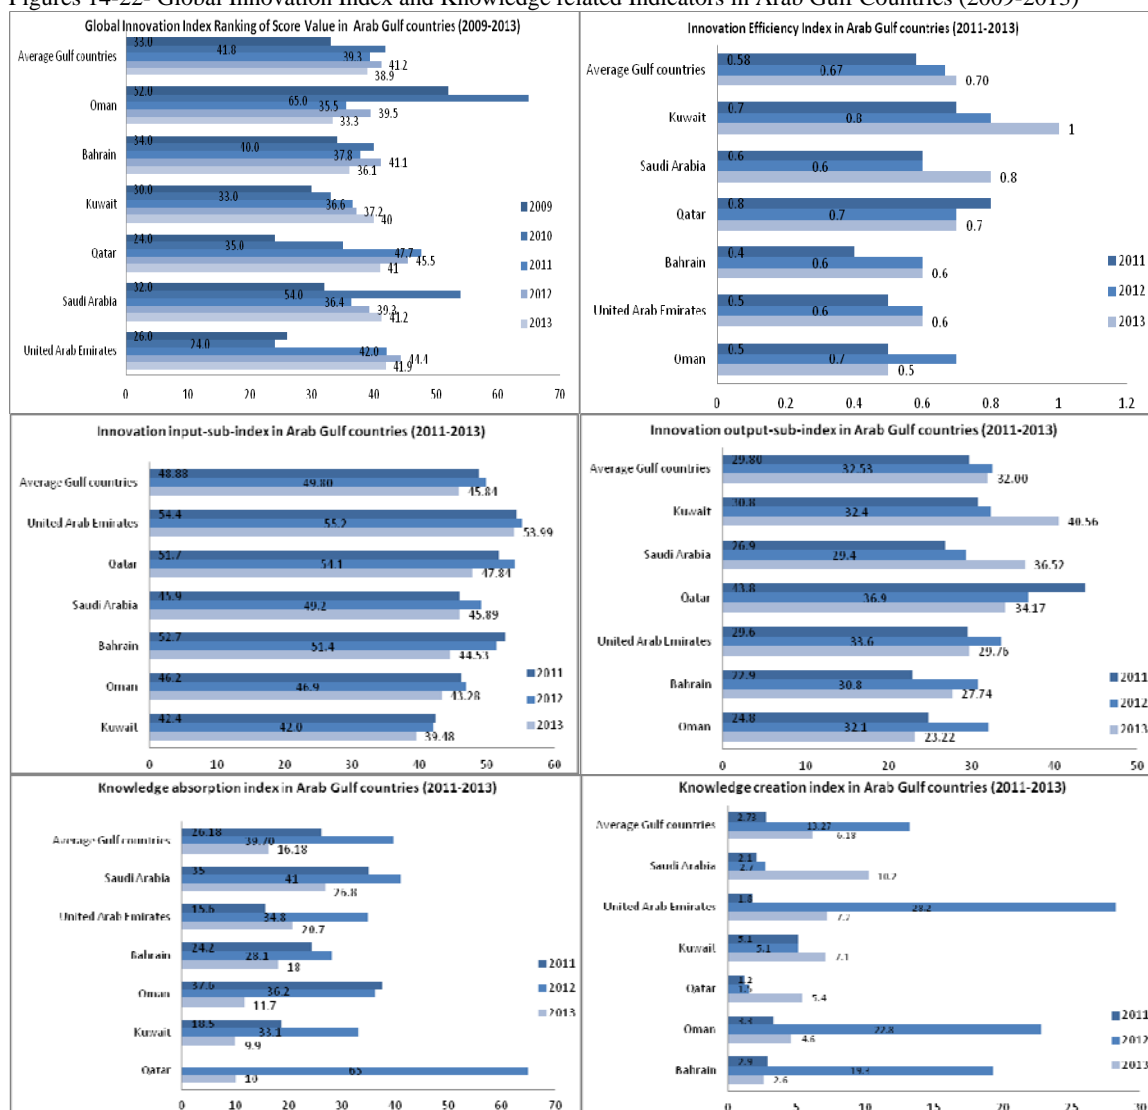 Figures 14-22- Global Innovation Index and Knowledge related Indicators in Arab Gulf Countries (2009-2013)
Global Innovation Index Ranking of Score Value in Arab Gulf countries (2009-2013)
Average Gulf countries
33.0
41.8
39.3
41.2
38.9
Oman
52.0
65.0
35.5
39.5
33.3
Bahrain
34.0
40.0
37.8
41.1
36.1
Kuwait
30.0
33.0
36.6
37.2
40
Qatar
24.0
35.0
47.7
45.5
41
Saudi Arabia
32.0
54.0
36.4
39.3
41.2
United Arab Emirates
26.0
24.0
42.0
44.4
41.9
2009
2010
2011
2012
2013
0 10 20 30 40 50 60 70
Innovation Efficiency Index in Arab Gulf countries (2011-2013)
Average Gulf countries
0.58
0.67
0.70
Kuwait
0.7
0.8
1
Saudi Arabia
0.6
0.6
0.8
Qatar
0.8
0.7
0.7
Bahrain
0.4
0.6
0.6
United Arab Emirates
0.5
0.6
0.6
Oman
0.5
0.7
0.5
2011
2012
2013
0 0.2 0.4 0.6 0.8 1 1.2
Innovation input-sub-index in Arab Gulf countries (2011-2013)
Average Gulf countries
48.88
49.80
45.84
United Arab Emirates
54.4
55.2
53.99
Qatar
51.7
54.1
47.84
Saudi Arabia
45.9
49.2
45.89
Bahrain
52.7
51.4
44.53
Oman
46.2
46.9
43.28
Kuwait
42.4
42.0
39.48
2011
2012
2013
0 10 20 30 40 50 60
Innovation output-sub-index in Arab Gulf countries (2011-2013)
Average Gulf countries
29.80
32.53
32.00
Kuwait
30.8
32.4
40.56
Saudi Arabia
26.9
29.4
36.52
Qatar
43.8
36.9
34.17
United Arab Emirates
29.6
33.6
29.76
Bahrain
22.9
30.8
27.74
Oman
24.8
32.1
23.22
2011
2012
2013
0 10 20 30 40 50
Knowledge absorption index in Arab Gulf countries (2011-2013)
Average Gulf countries
26.18
39.70
16.18
Saudi Arabia
35
41
26.8
United Arab Emirates
15.6
34.8
20.7
Bahrain
24.2
28.1
18
Oman
37.6
36.2
11.7
Kuwait
18.5
33.1
9.9
Qatar
65
10
2011
2012
2013
0 10 20 30 40 50 60 70
Knowledge creation index in Arab Gulf countries (2011-2013)
Average Gulf countries
2.73
13.27
6.18
Saudi Arabia
2.1
2.7
10.2
United Arab Emirates
1.8
28.2
7.2
Kuwait
5.1
5.1
7.1
Qatar
1.2
1.5
5.4
Oman
3.3
22.8
4.6
Bahrain
2.9
19.3
2.6
2011
2012
2013
0 5 10 15 20 25 30